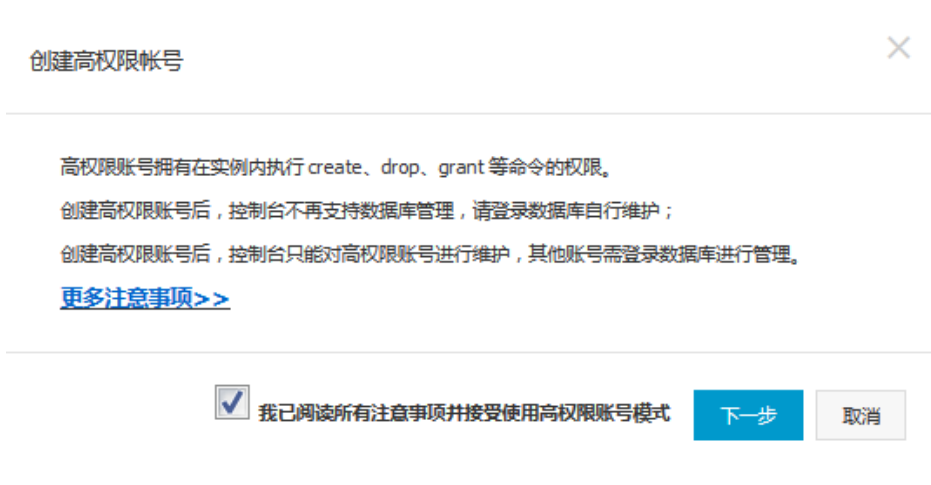 创建高权限帐号
高权限账号拥有在实例内执行 create、drop、grant 等命令的权限。
创建高权限账号后，控制台不再支持数据库管理，请登录数据库自行维护；
创建高权限账号后，控制台只能对高权限账号进行维护，其他账号需登录数据库进行管理。
更多注意事项>>
我已阅读所有注意事项并接受使用高权限账号模式
下一步
取消